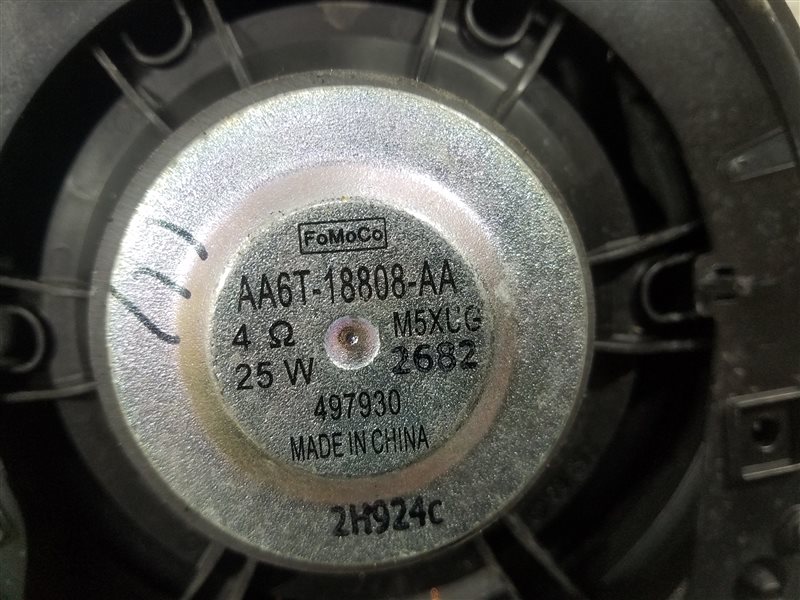 FoMoCo
AA6T-18808-AA
4 Ω M5XUG
25 W 2682
497930
MADE IN CHINA
2H924c